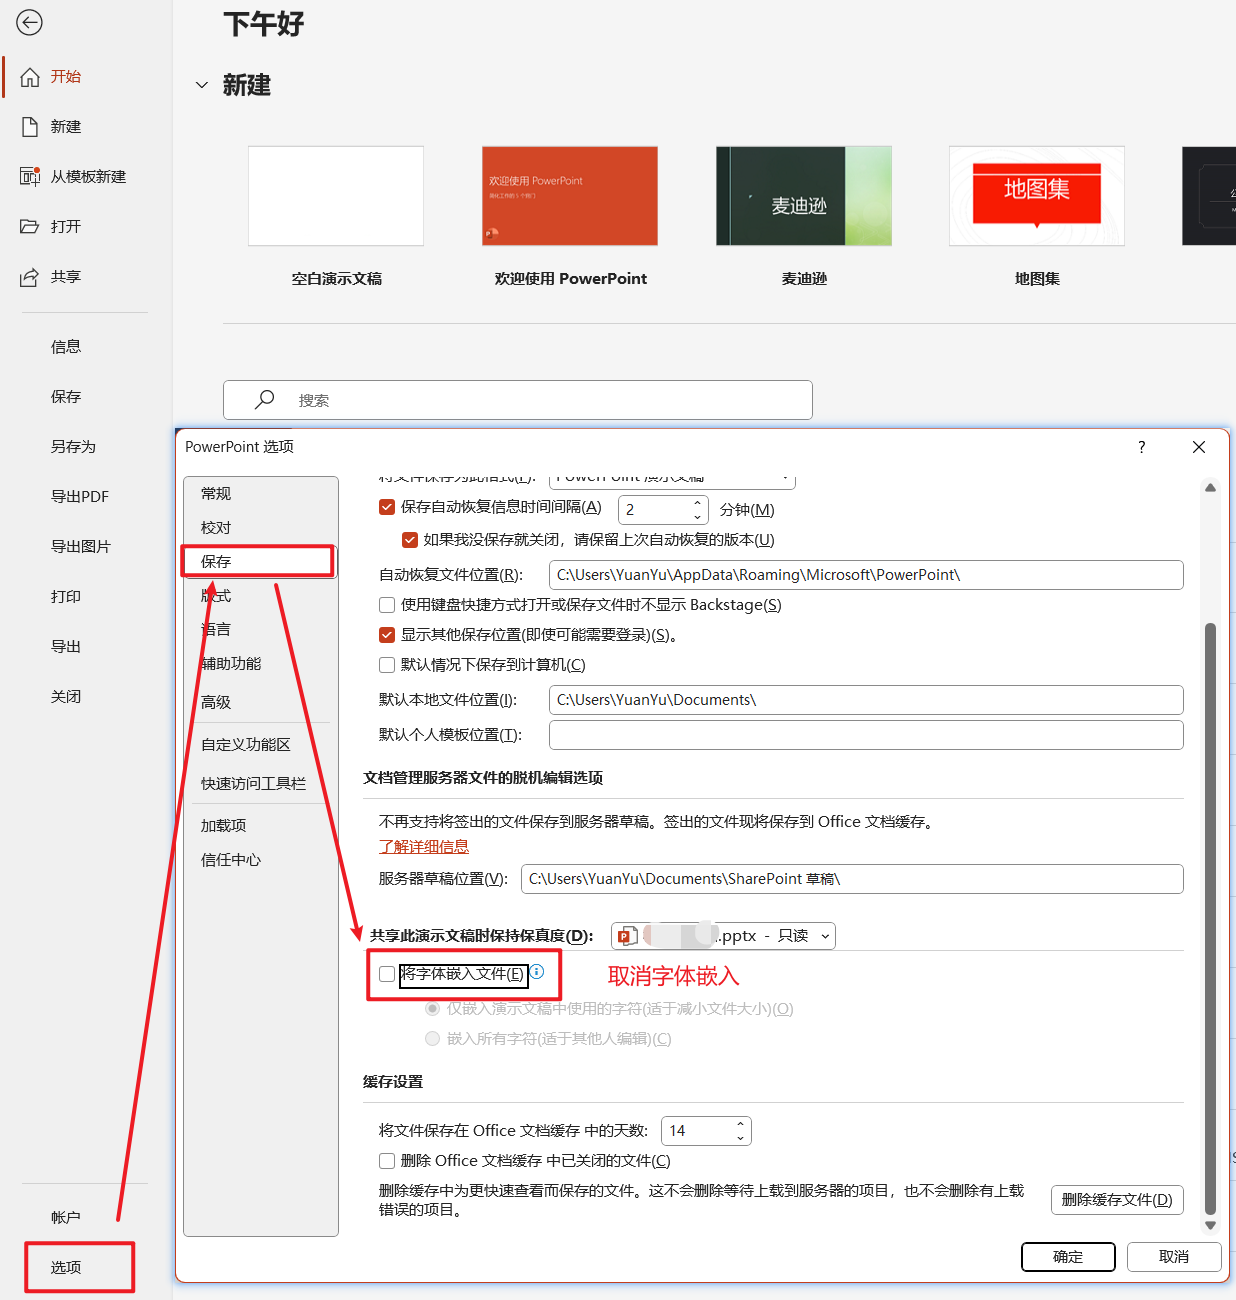 下午好
开始
新建
从模板新建
打开
共享
信息
保存
另存为
导出PDF
导出图片
打印
导出
关闭
帐户
选项
新建
欢迎使用 PowerPoint
麦迪逊
地图集
空白演示文稿
欢迎使用 PowerPoint
麦迪逊
地图集
搜索
PowerPoint 选项
?
常规
校对
保存
版式
语言
辅助功能
高级
自定义功能区
快速访问工具栏
加载项
信任中心
将文件保存为此格式(F): PowerPoint 演示文稿
保存自动恢复信息时间间隔(A) 2 分钟(M)
如果我没保存就关闭，请保留上次自动恢复的版本(U)
自动恢复文件位置(R): C:\Users\YuanYu\AppData\Roaming\Microsoft\PowerPoint\
使用键盘快捷方式打开或保存文件时不显示 Backstage(S)
显示其他保存位置(即使可能需要登录)(S)。
默认情况下保存到计算机(C)
默认本地文件位置(I): C:\Users\YuanYu\Documents\
默认个人模板位置(T):
文档管理服务器文件的脱机编辑选项
不再支持将签出的文件保存到服务器草稿。签出的文件现将保存到 Office 文档缓存。
了解详细信息
服务器草稿位置(V): C:\Users\YuanYu\Documents\SharePoint 草稿\
共享此演示文稿时保持保真度(D): .pptx - 只读
将字体嵌入文件(E)
取消字体嵌入
仅嵌入演示文稿中使用的字符(适于减小文件大小)(O)
嵌入所有字符(适于其他人编辑)(C)
缓存设置
将文件保存在 Office 文档缓存 中的天数: 14
删除 Office 文档缓存 中已关闭的文件(C)
删除缓存中为更快速查看而保存的文件。这不会删除等待上载到服务器的项目，也不会删除有上载
错误的项目。
删除缓存文件(D)
确定
取消